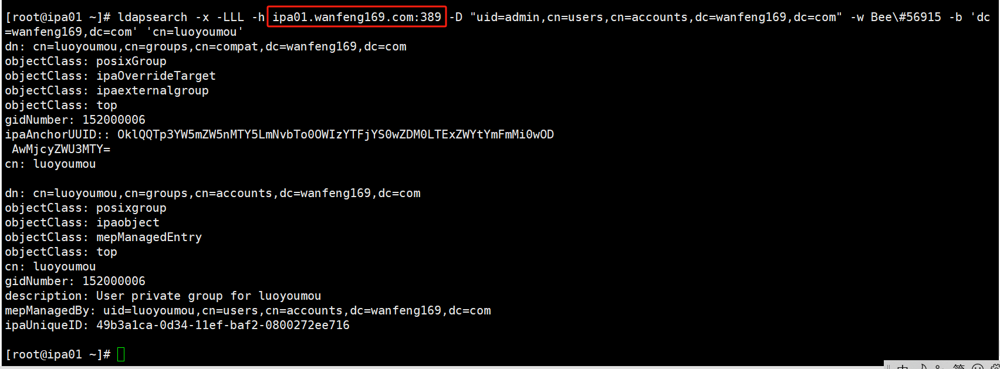 [root@ipa01 ~]# ldapsearch -x -LLL -h ipa01.wanfeng169.com:389 -D "uid=admin,cn=users,cn=accounts,dc=wanfeng169,dc=com" -w Bee\#56915 -b 'dc
=wanfeng169,dc=com' 'cn=luoyoumou'
dn: cn=luoyoumou,cn=groups,cn=compat,dc=wanfeng169,dc=com
objectClass: posixGroup
objectClass: ipaOverrideTarget
objectClass: ipaexternalgroup
objectClass: top
gidNumber: 152000006
ipaAnchorUUID:: OklQQTp3YW5mZW5nMTY5LmNvbTo0OWIzYTFjYS0wZDM0LTExZWYtYmFmMi0wOD
 AwMjcyZWU3MTY=
cn: luoyoumou

dn: cn=luoyoumou,cn=groups,cn=accounts,dc=wanfeng169,dc=com
objectClass: posixgroup
objectClass: ipaobject
objectClass: mepManagedEntry
objectClass: top
cn: luoyoumou
gidNumber: 152000006
description: User private group for luoyoumou
mepManagedBy: uid=luoyoumou,cn=users,cn=accounts,dc=wanfeng169,dc=com
ipaUniqueID: 49b3a1ca-0d34-11ef-baf2-0800272ee716

[root@ipa01 ~]#